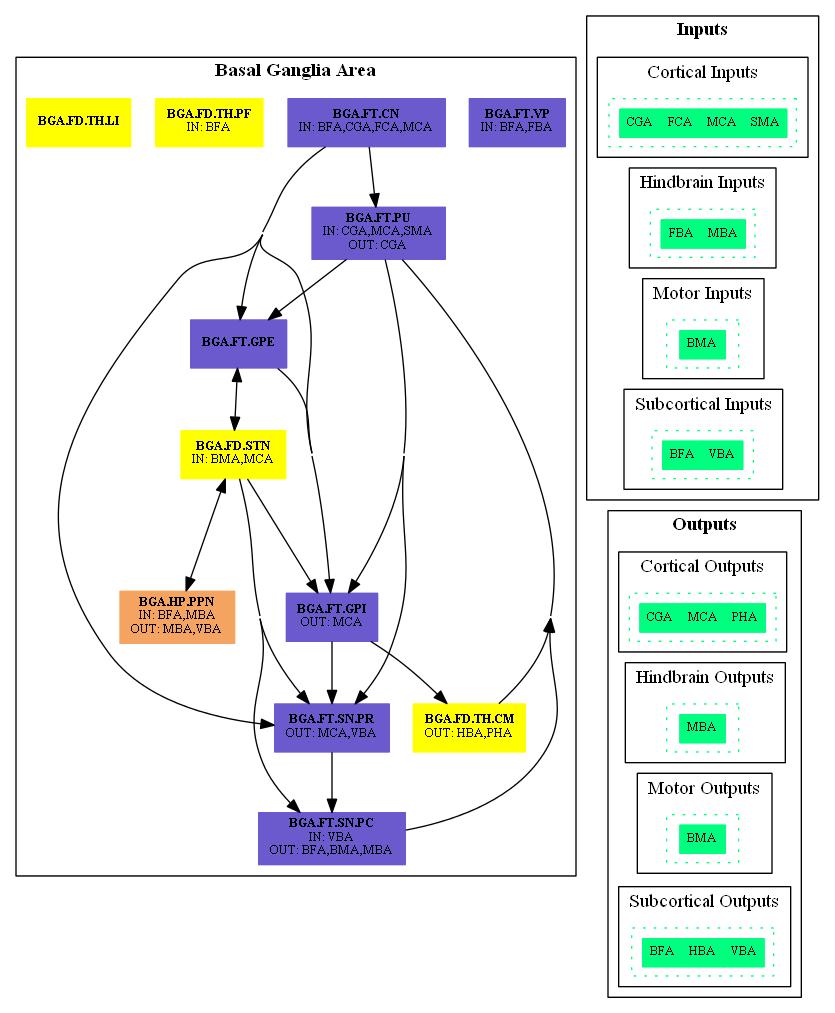 Basal Ganglia Area
BGA.FD.TH.LI
BGA.FD.TH.PF
IN: BFA
BGA.FT.CN
IN: BFA,CGA,FCA,MCA
BGA.FT.VP
IN: BFA,FBA
BGA.FT.PU
IN: CGA,MCA,SMA
OUT: CGA
BGA.FT.GPE
BGA.FD.STN
IN: BMA,MCA
BGA.HP.PPN
IN: BFA,MBA
OUT: MBA,VBA
BGA.FT.GPI
OUT: MCA
BGA.FT.SN.PR
OUT: MCA,VBA
BGA.FD.TH.CM
OUT: HBA,PHA
BGA.FT.SN.PC
IN: VBA
OUT: BFA,BMA,MBA
Inputs
Cortical Inputs
CGA FCA MCA SMA
Hindbrain Inputs
FBA MBA
Motor Inputs
BMA
Subcortical Inputs
BFA VBA
Outputs
Cortical Outputs
CGA MCA PHA
Hindbrain Outputs
MBA
Motor Outputs
BMA
Subcortical Outputs
BFA HBA VBA